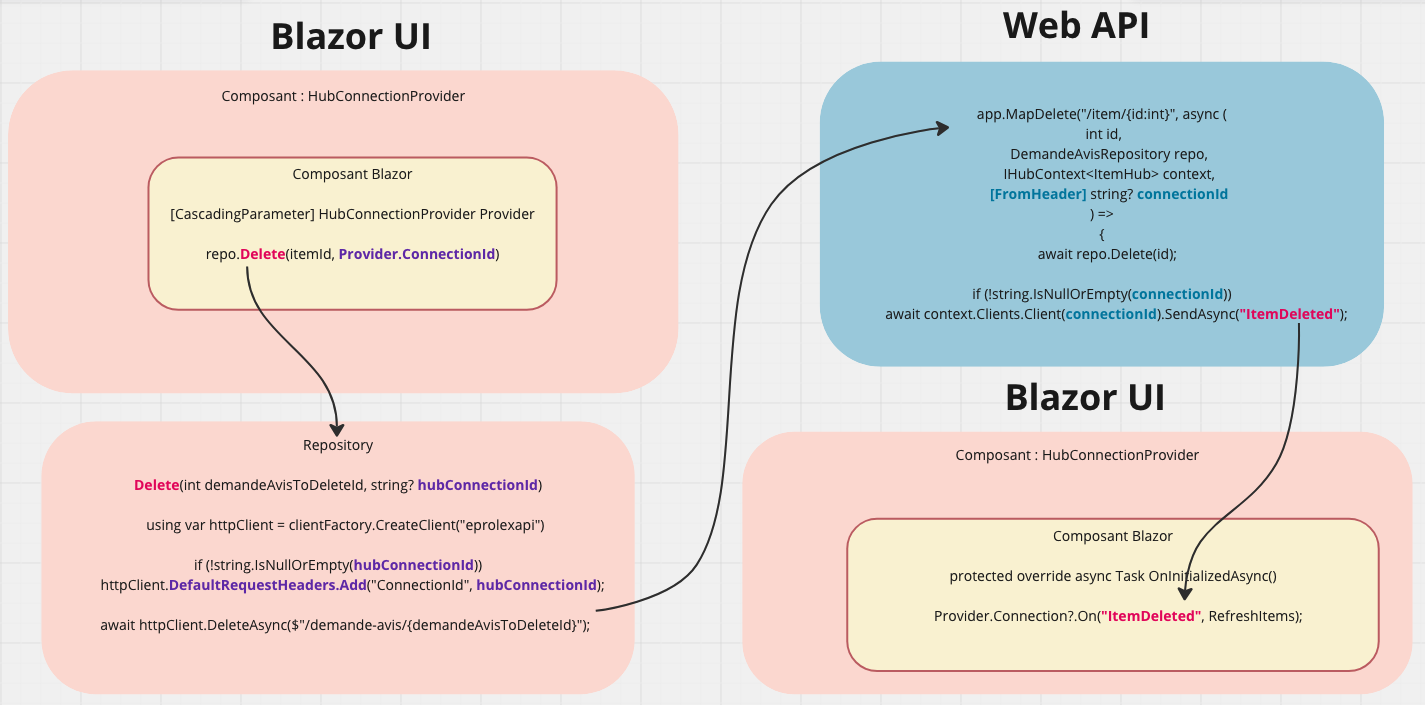 Blazor UI
Composant : HubConnectionProvider
Composant Blazor
[CascadingParameter] HubConnectionProvider Provider
repo.Delete(itemId, Provider.ConnectionId)
Repository
Delete(int demandeAvisToDeleteId, string? hubConnectionId)
using var httpClient = clientFactory.CreateClient("eprolexapi")
if (!string.IsNullOrEmpty(hubConnectionId))
httpClient.DefaultRequestHeaders.Add("ConnectionId", hubConnectionId);
await httpClient.DeleteAsync($"/demande-avis/{demandeAvisToDeleteId}");
Web API
app.MapDelete("/item/{id:int}", async (
int id,
DemandeAvisRepository repo,
IHubContext<ItemHub> context,
[FromHeader] string? connectionId
) =>
{
await repo.Delete(id);
if (!string.IsNullOrEmpty(connectionId))
await context.Clients.Client(connectionId).SendAsync("ItemDeleted");
Blazor UI
Composant : HubConnectionProvider
Composant Blazor
protected override async Task OnInitializedAsync()
Provider.Connection?.On("ItemDeleted", RefreshItems);